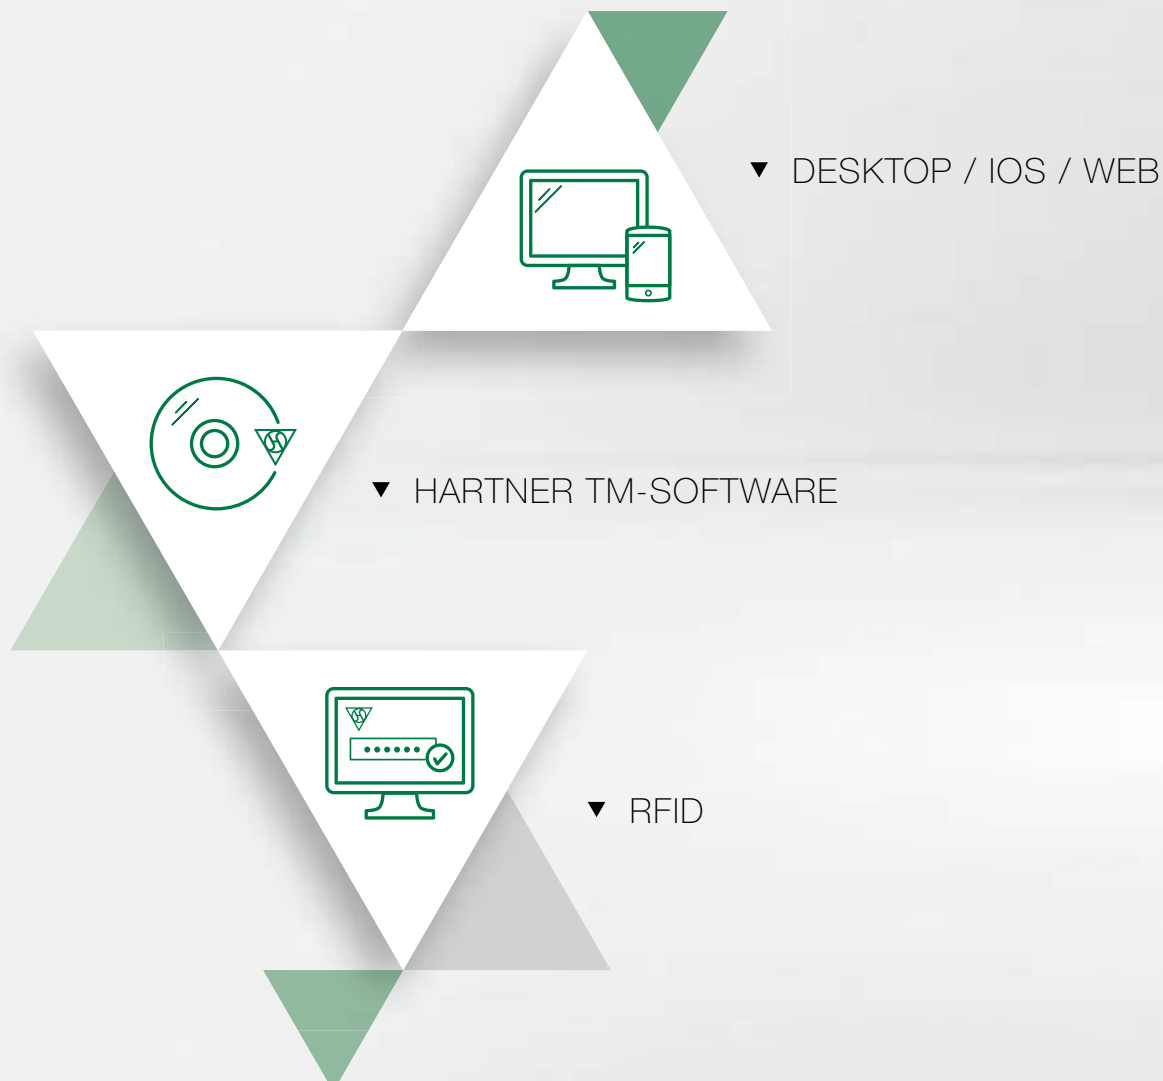 ▼ DESKTOP / IOS / WEB
▼ HARTNER TM-SOFTWARE
▼ RFID